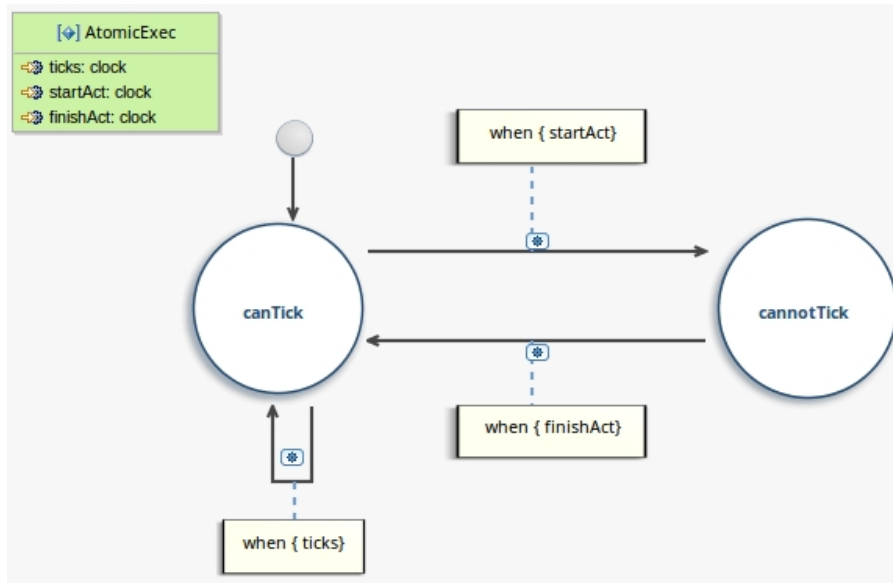 AtomicExec
ticks: clock
startAct: clock
finishAct: clock
when { startAct}
canTick
cannotTick
when { finishAct}
when { ticks}